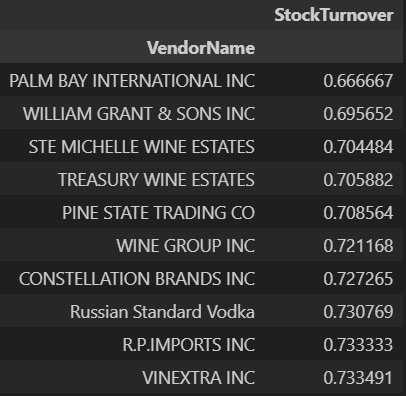 StockTurnover
VendorName
PALM BAY INTERNATIONAL INC 0.666667
WILLIAM GRANT & SONS INC 0.695652
STE MICHELLE WINE ESTATES 0.704484
TREASURY WINE ESTATES 0.705882
PINE STATE TRADING CO 0.708564
WINE GROUP INC 0.721168
CONSTELLATION BRANDS INC 0.727265
Russian Standard Vodka 0.730769
R.P.IMPORTS INC 0.733333
VINEXTRA INC 0.733491